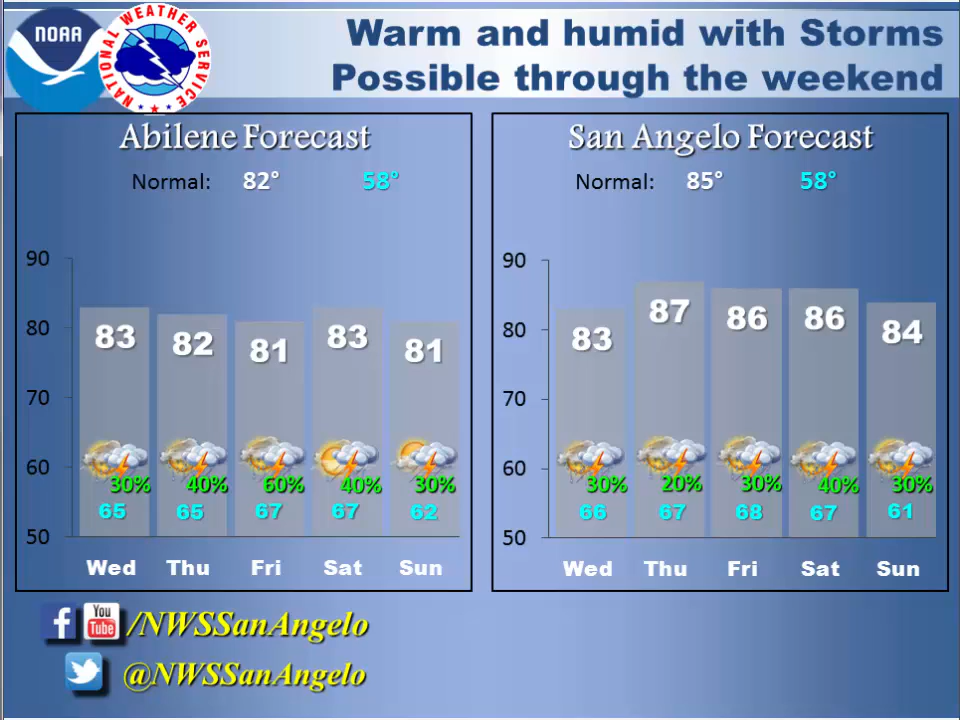 NOAA
NATIONAL WEATHER SERVICE
Warm and humid with Storms
Possible through the weekend
Abilene Forecast
Normal: 82° 58°
90
80
70
60
50
83 82 81 83 81
30% 40% 60% 40% 30%
65 65 67 67 62
Wed Thu Fri Sat Sun
San Angelo Forecast
Normal: 85° 58°
90
80
70
60
50
83 87 86 86 84
30% 20% 30% 40% 30%
66 67 68 67 61
Wed Thu Fri Sat Sun
f You Tube /NWSSanAngelo
@NWSSanAngelo